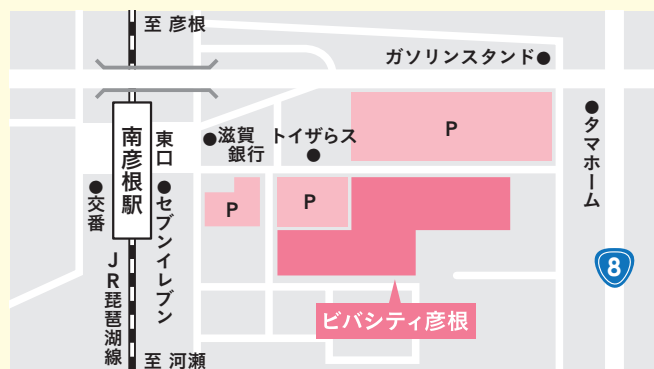 至 彦根
ガソリンスタンド
P
タマホーム
滋賀
銀行
トイザらス
東口
南彦根駅
交番
セブンイレブン
P
P
JR琵琶湖線
8
ビバシティ彦根
至 河瀬